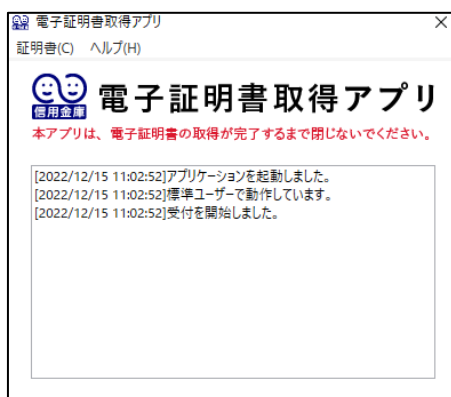 電子証明書取得アプリ
証明書(C) ヘルプ(H)
信用金庫
電子証明書取得アプリ
本アプリは、電子証明書の取得が完了するまで閉じないでください。
[2022/12/15 11:02:52]アプリケーションを起動しました。
[2022/12/15 11:02:52]標準ユーザーで動作しています。
[2022/12/15 11:02:52]受付を開始しました。